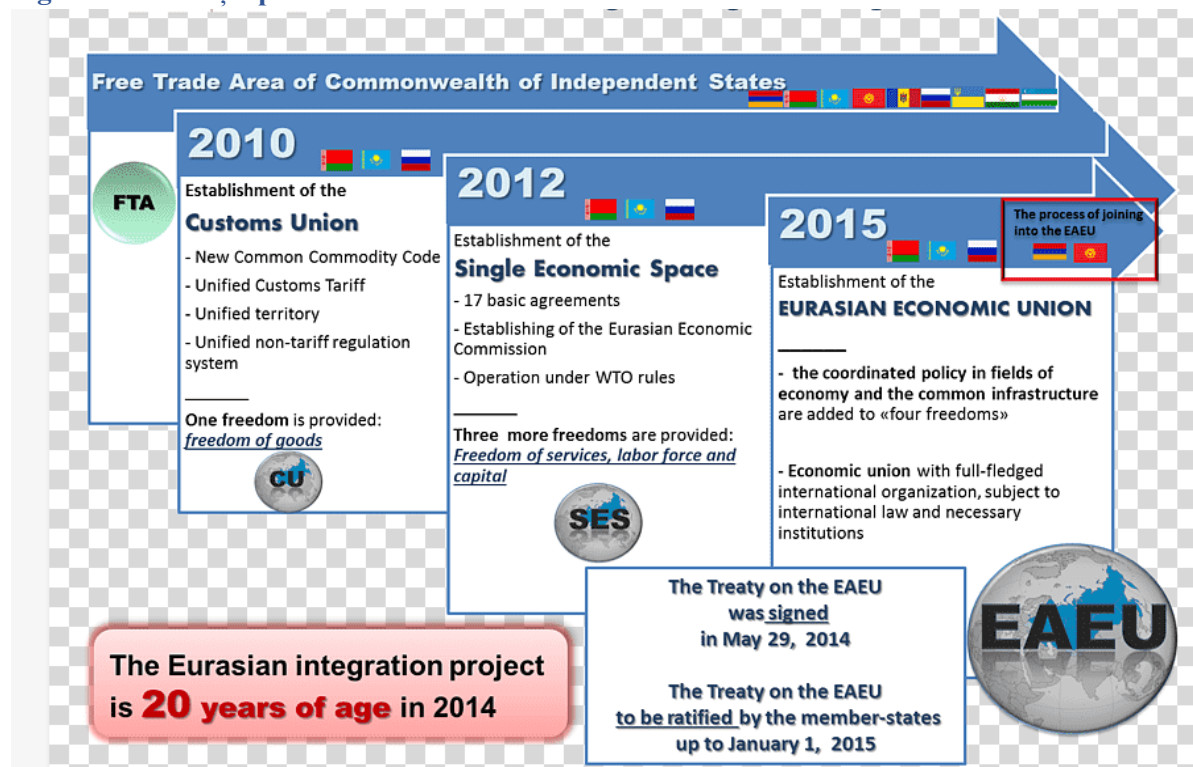 Free Trade Area of Commonwealth of Independent States
FTA
2010
Establishment of the
Customs Union
- New Common Commodity Code
- Unified Customs Tariff
- Unified territory
- Unified non-tariff regulation
system
One freedom is provided:
freedom of goods
CU
2012
Establishment of the
Single Economic Space
- 17 basic agreements
- Establishing of the Eurasian Economic
Commission
- Operation under WTO rules
Three more freedoms are provided:
Freedom of services, labor force and
capital
SES
2015
The process of joining
into the EAEU
Establishment of the
EURASIAN ECONOMIC UNION
- the coordinated policy in fields of
economy and the common infrastructure
are added to «four freedoms»
- Economic union with full-fledged
international organization, subject to
international law and necessary
institutions
EAEU
The Treaty on the EAEU
was signed
in May 29, 2014
The Treaty on the EAEU
to be ratified by the member-states
up to January 1, 2015
The Eurasian integration project
is 20 years of age in 2014